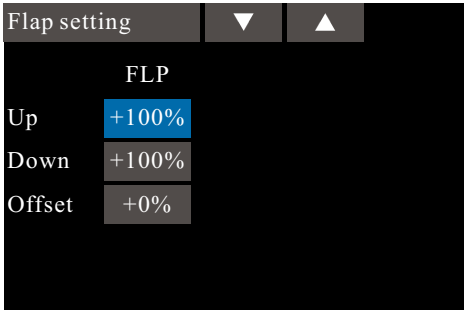 Flap setting ▼ ▲
FLP
Up +100%
Down +100%
Offset +0%